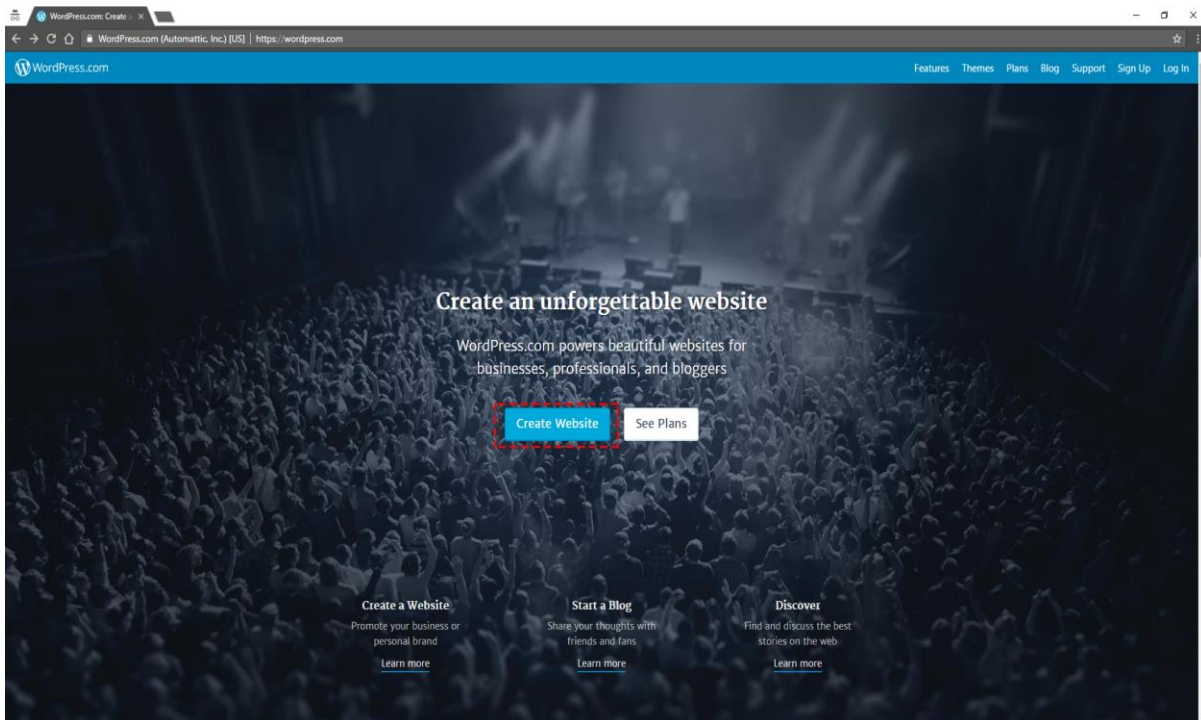 WordPress.com: Create a
WordPress.com (Automattic, Inc.) [US] | https://wordpress.com
WordPress.com
Features Themes Plans Blog Support Sign Up Log In
Create an unforgettable website
WordPress.com powers beautiful websites for
businesses, professionals, and bloggers
Create Website
See Plans
Create a Website
Promote your business or
personal brand
Learn more
Start a Blog
Share your thoughts with
friends and fans
Learn more
Discover
Find and discuss the best
stories on the web
Learn more